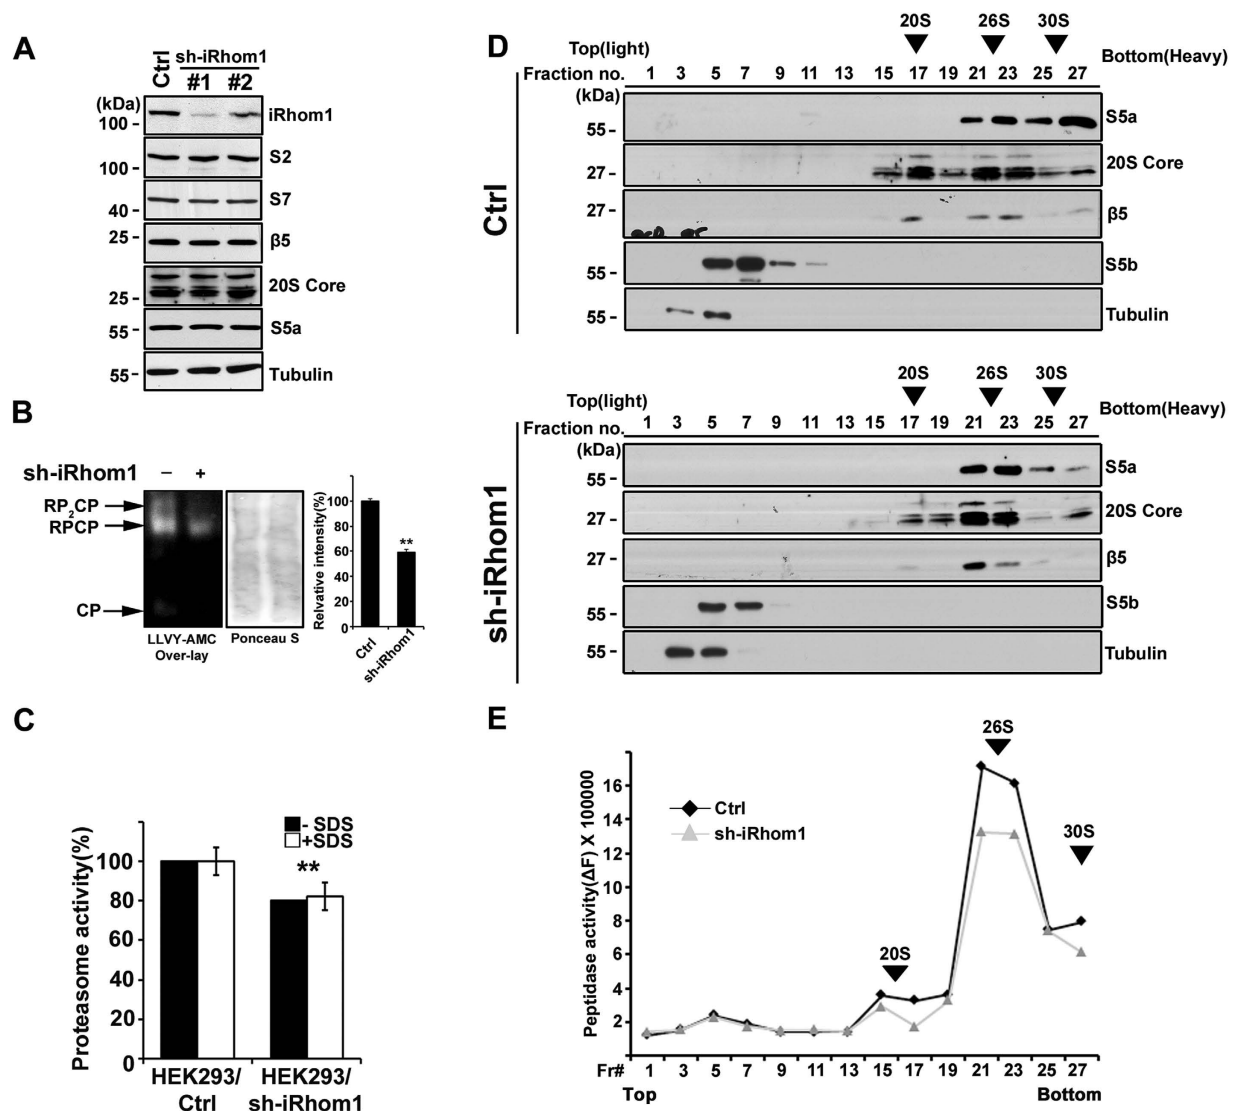 A
Ctrl
sh-iRhom1
#1 #2
(kDa)
100 - iRhom1
100 - S2
40 - S7
25 - β5
25 - 20S Core
55 - S5a
55 - Tubulin
B
sh-iRhom1 – +
RP2CP
RPCP
CP
LLVY-AMC
Over-lay
Ponceau S
Relvative intensity(%)
100
80
60
40
20
0
**
Ctrl
sh-iRhom1
C
Proteasome activity(%)
100
80
60
40
20
0
- SDS
+SDS
**
HEK293/
Ctrl
HEK293/
sh-iRhom1
D
Ctrl
20S 26S 30S
Top(light) Bottom(Heavy)
Fraction no. 1 3 5 7 9 11 13 15 17 19 21 23 25 27
(kDa)
55 - S5a
27 - 20S Core
27 - β5
55 - S5b
55 - Tubulin
sh-iRhom1
20S 26S 30S
Top(light) Bottom(Heavy)
Fraction no. 1 3 5 7 9 11 13 15 17 19 21 23 25 27
(kDa)
55 - S5a
27 - 20S Core
27 - β5
55 - S5b
55 - Tubulin
E
Peptidase activity(ΔF) X 100000
16
14
12
10
8
6
4
2
Ctrl
sh-iRhom1
20S
26S
30S
Fr# 1 3 5 7 9 11 13 15 17 19 21 23 25 27
Top Bottom